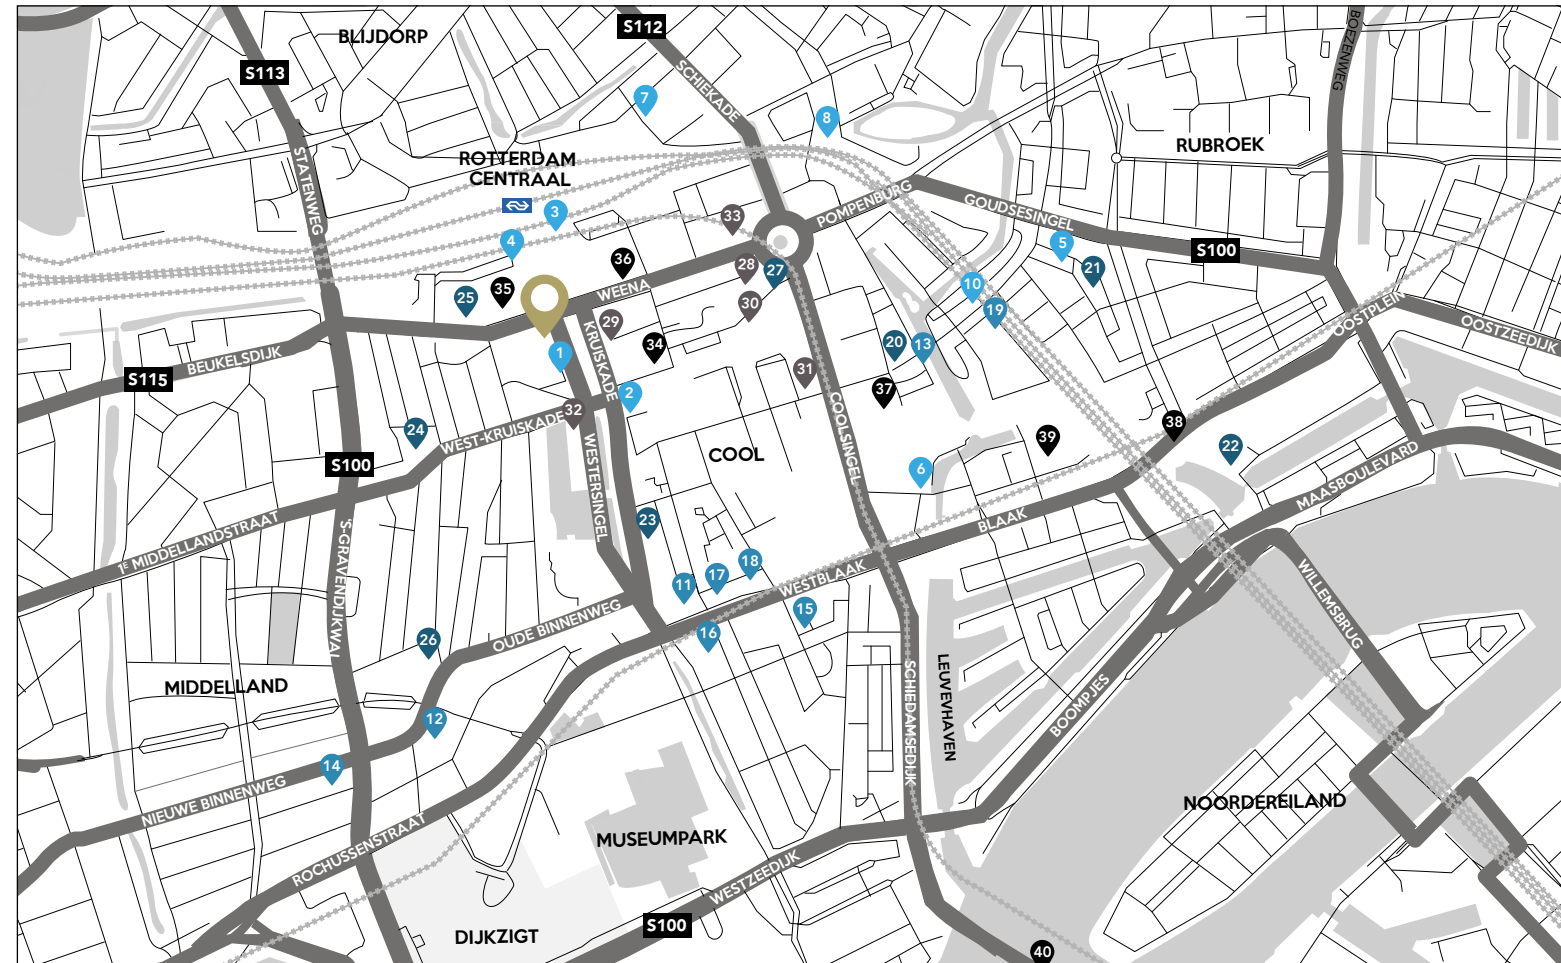 S112
BLIJDORP
BOEZENWEG
S113
SCHIEKADE
7
8
RUBROEK
ROTTERDAM
CENTRAAL
STATENWEG
POMPENBURG
GOUDSESINGEL
3
33
4
5
S100
36
28
27
21
35
25
WEENA
10
30
19
OOSTPLEIN
29
KRUISKADE
OOSTZEEDIJK
34
20
13
1
BEUKELSDIJK
31
S115
2
37
32
COOLSINGEL
24
WEST-KRUISKADE
38
39
22
COOL
S100
6
WESTERSINGEL
MAASBOULEVARD
23
BLAAK
1E MIDDELLANDSTRAAT
'S-GRAVENDIJKWAL
18
17
11
WESTBLAAK
WILLEMSBRUG
15
16
OUDE BINNENWEG
26
MIDDELLAND
SCHIEDAMSEDIJK
LEUVEHAVEN
BOOMPJES
12
14
NIEUWE BINNENWEG
NOORDEREILAND
MUSEUMPARK
ROCHUSSENSTRAAT
WESTZEEDIJK
S100
DIJKZIGT
40